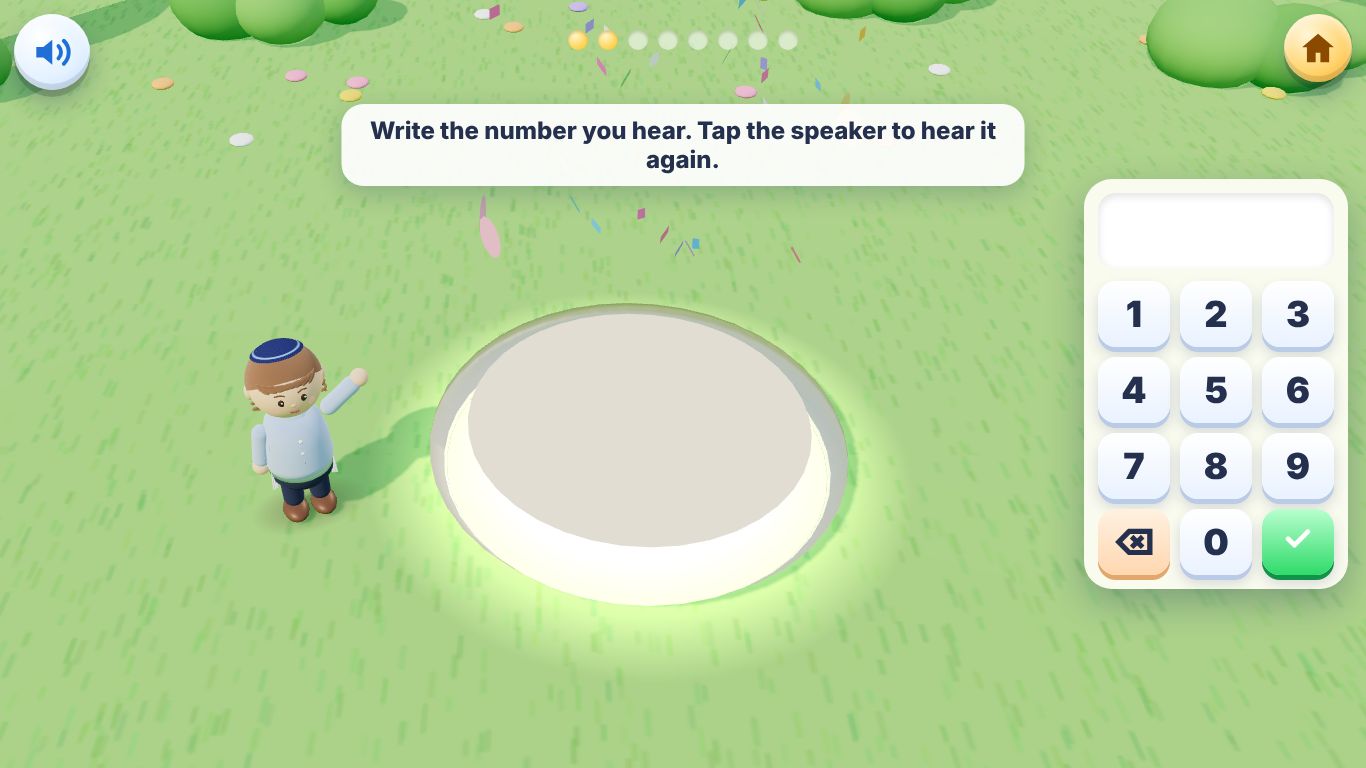 Write the number you hear. Tap the speaker to hear it
again.
1 2 3
4 5 6
7 8 9
0